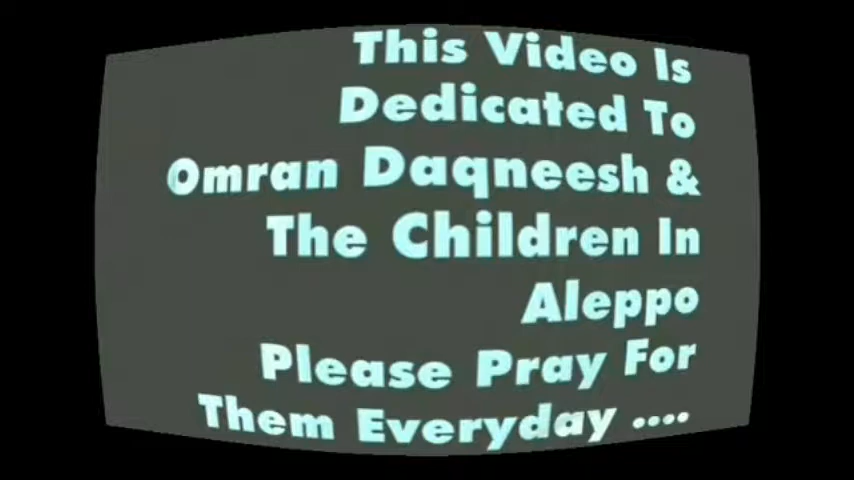 This Video Is
Dedicated To
Omran Daqneesh &
The Children In
Aleppo
Please Pray For
Them Everyday ....